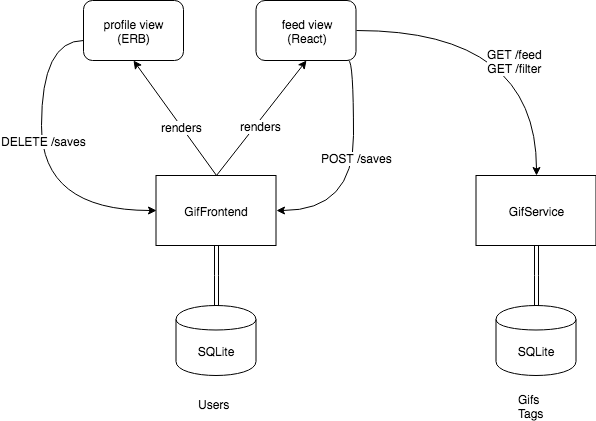 profile view
(ERB)
feed view
(React)
GET /feed
GET /filter
renders
renders
DELETE /saves
POST /saves
GifFrontend
GifService
SQLite
SQLite
Users
Gifs
Tags